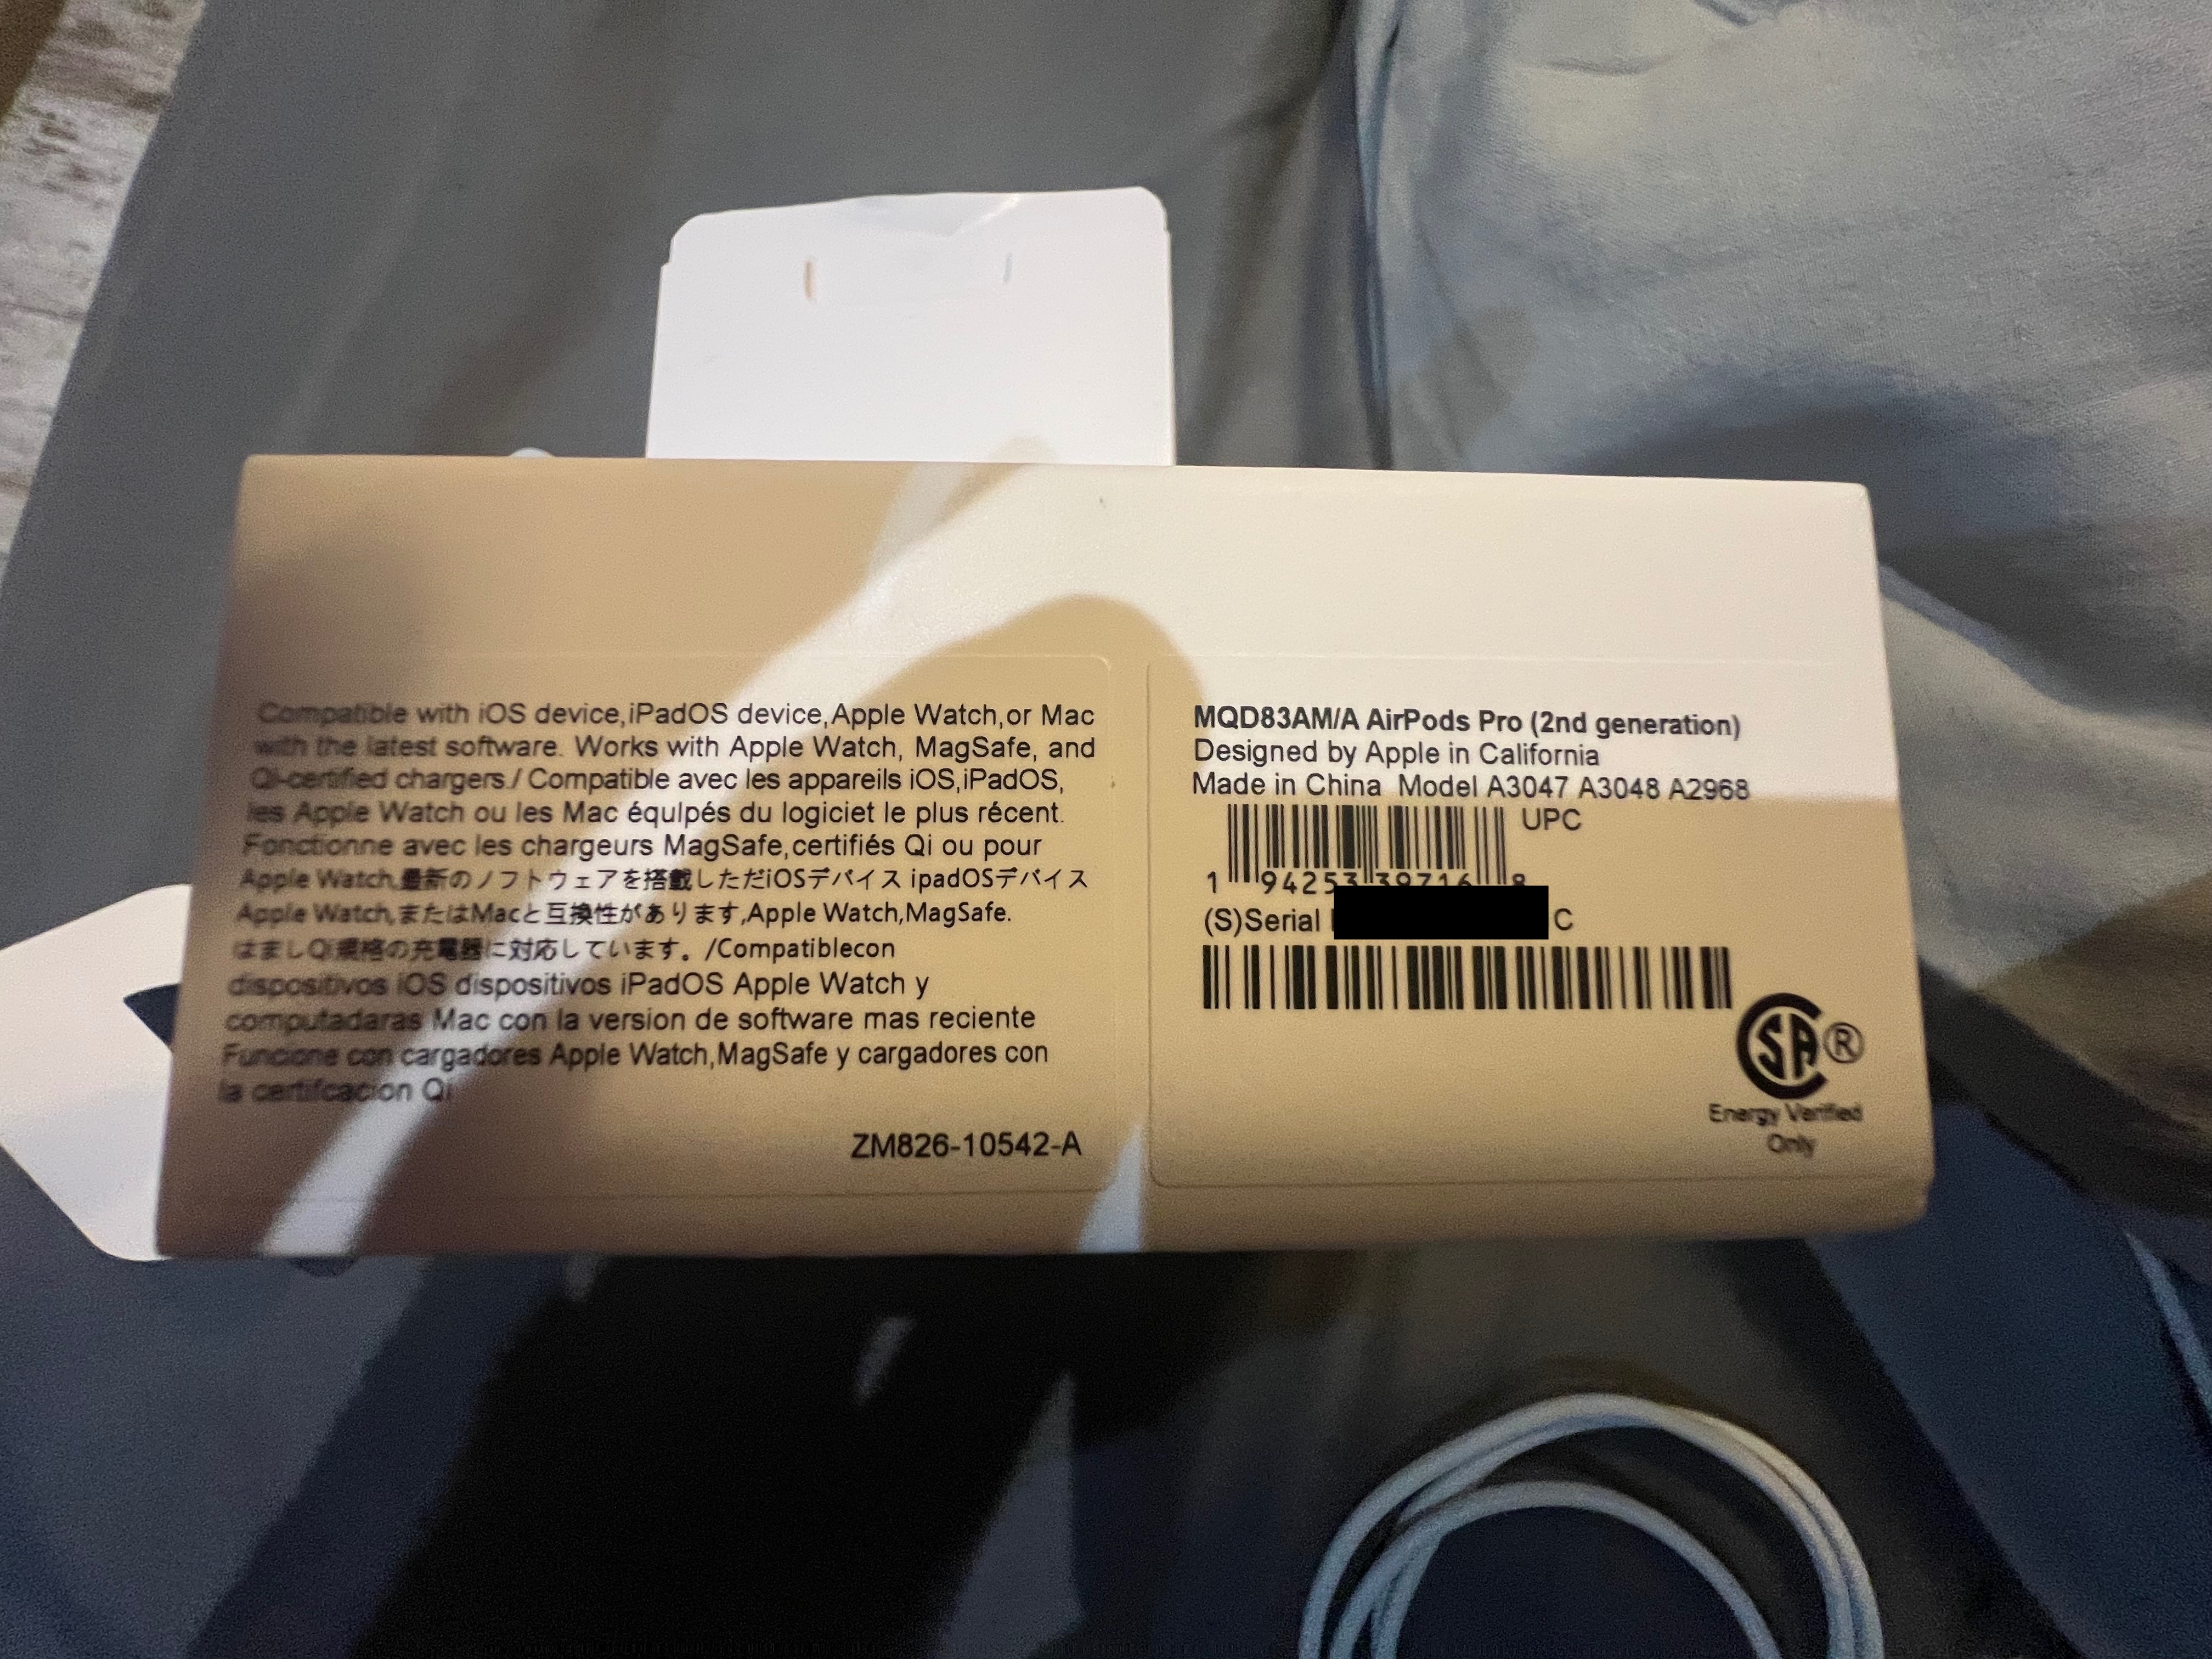 Compatible with iOS device,iPadOS device,Apple Watch,or Mac
with the latest software. Works with Apple Watch, MagSafe, and
Qi-certified chargers./ Compatible avec les appareils iOS,iPadOS,
les Apple Watch ou les Mac équlpés du logiciet le plus récent.
Fonctionne avec les chargeurs MagSafe,certifiés Qi ou pour
Apple Watch,最新のノフトウェアを搭載しただiOSデバイス ipadOSデバイス
Apple Watch,またはMacと互換性があります,Apple Watch,MagSafe.
はましQi規格の充電器に対応しています。/Compatiblecon
dispositivos iOS dispositivos iPadOS Apple Watch y
computadaras Mac con la version de software mas reciente
Funcione con cargadores Apple Watch,MagSafe y cargadores con
la certifcacion Qi
ZM826-10542-A
MQD83AM/A AirPods Pro (2nd generation)
Designed by Apple in California
Made in China Model A3047 A3048 A2968
UPC
1 94253 39716 8
(S)Serial C
CSA ®
Energy Verified
Only